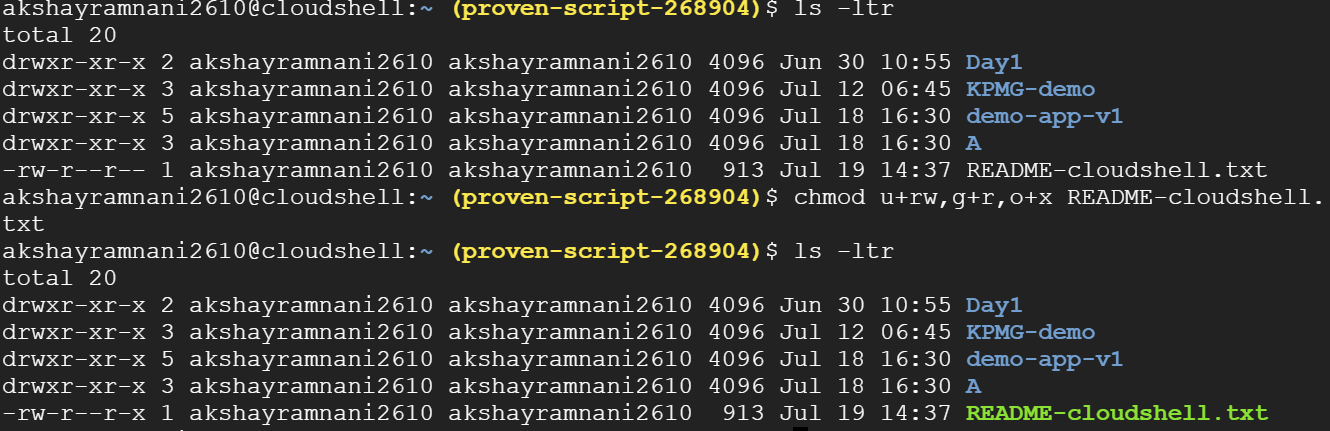 akshayramnani2610@cloudshell:~ (proven-script-268904)$ ls -ltr
total 20
drwxr-xr-x 2 akshayramnani2610 akshayramnani2610 4096 Jun 30 10:55 Day1
drwxr-xr-x 3 akshayramnani2610 akshayramnani2610 4096 Jul 12 06:45 KPMG-demo
drwxr-xr-x 5 akshayramnani2610 akshayramnani2610 4096 Jul 18 16:30 demo-app-v1
drwxr-xr-x 3 akshayramnani2610 akshayramnani2610 4096 Jul 18 16:30 A
-rw-r--r-- 1 akshayramnani2610 akshayramnani2610  913 Jul 19 14:37 README-cloudshell.txt
akshayramnani2610@cloudshell:~ (proven-script-268904)$ chmod u+rw,g+r,o+x README-cloudshell.
txt
akshayramnani2610@cloudshell:~ (proven-script-268904)$ ls -ltr
total 20
drwxr-xr-x 2 akshayramnani2610 akshayramnani2610 4096 Jun 30 10:55 Day1
drwxr-xr-x 3 akshayramnani2610 akshayramnani2610 4096 Jul 12 06:45 KPMG-demo
drwxr-xr-x 5 akshayramnani2610 akshayramnani2610 4096 Jul 18 16:30 demo-app-v1
drwxr-xr-x 3 akshayramnani2610 akshayramnani2610 4096 Jul 18 16:30 A
-rw-r--r-x 1 akshayramnani2610 akshayramnani2610  913 Jul 19 14:37 README-cloudshell.txt